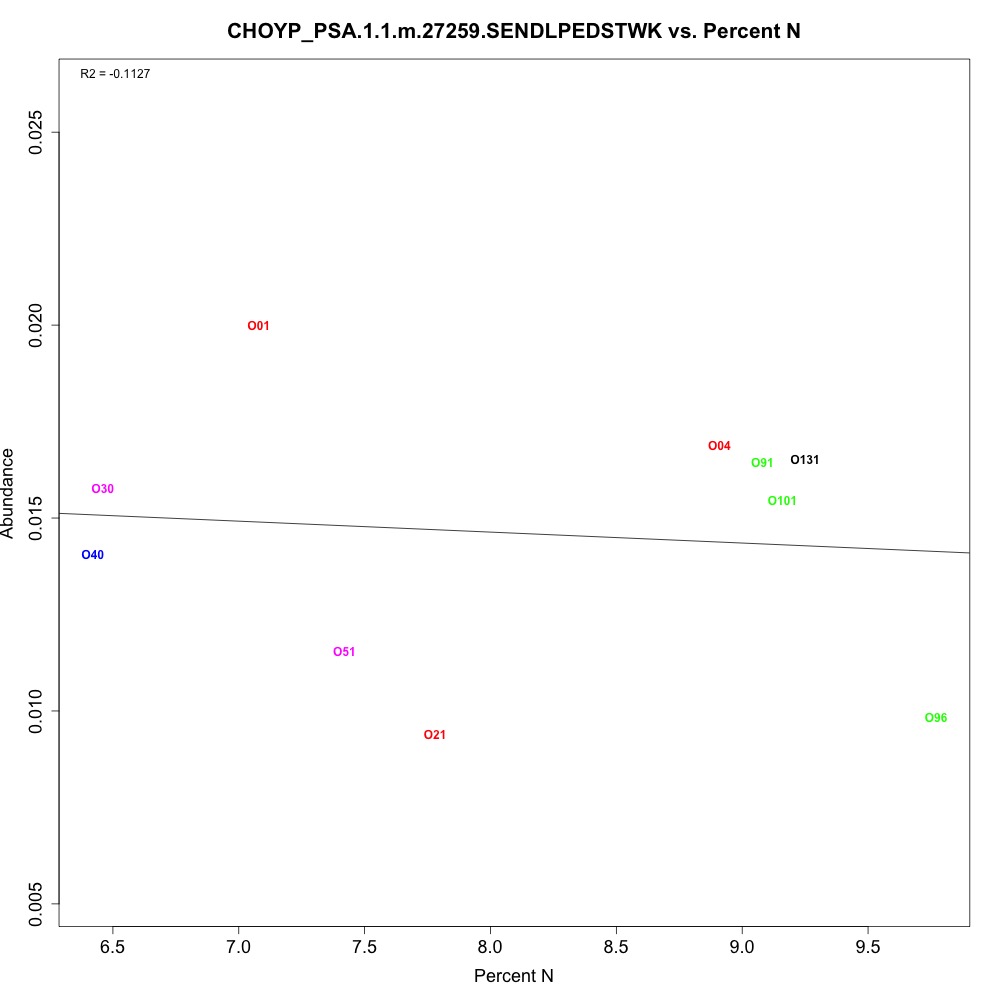 CHOYP_PSA.1.1.m.27259.SENDLPEDSTWK vs. Percent N
R2 = -0.1127
0.025
0.020
0.015
0.010
0.005
Abundance
O01
O04
O91
O131
O30
O101
O40
O51
O96
O21
6.5 7.0 7.5 8.0 8.5 9.0 9.5
Percent N